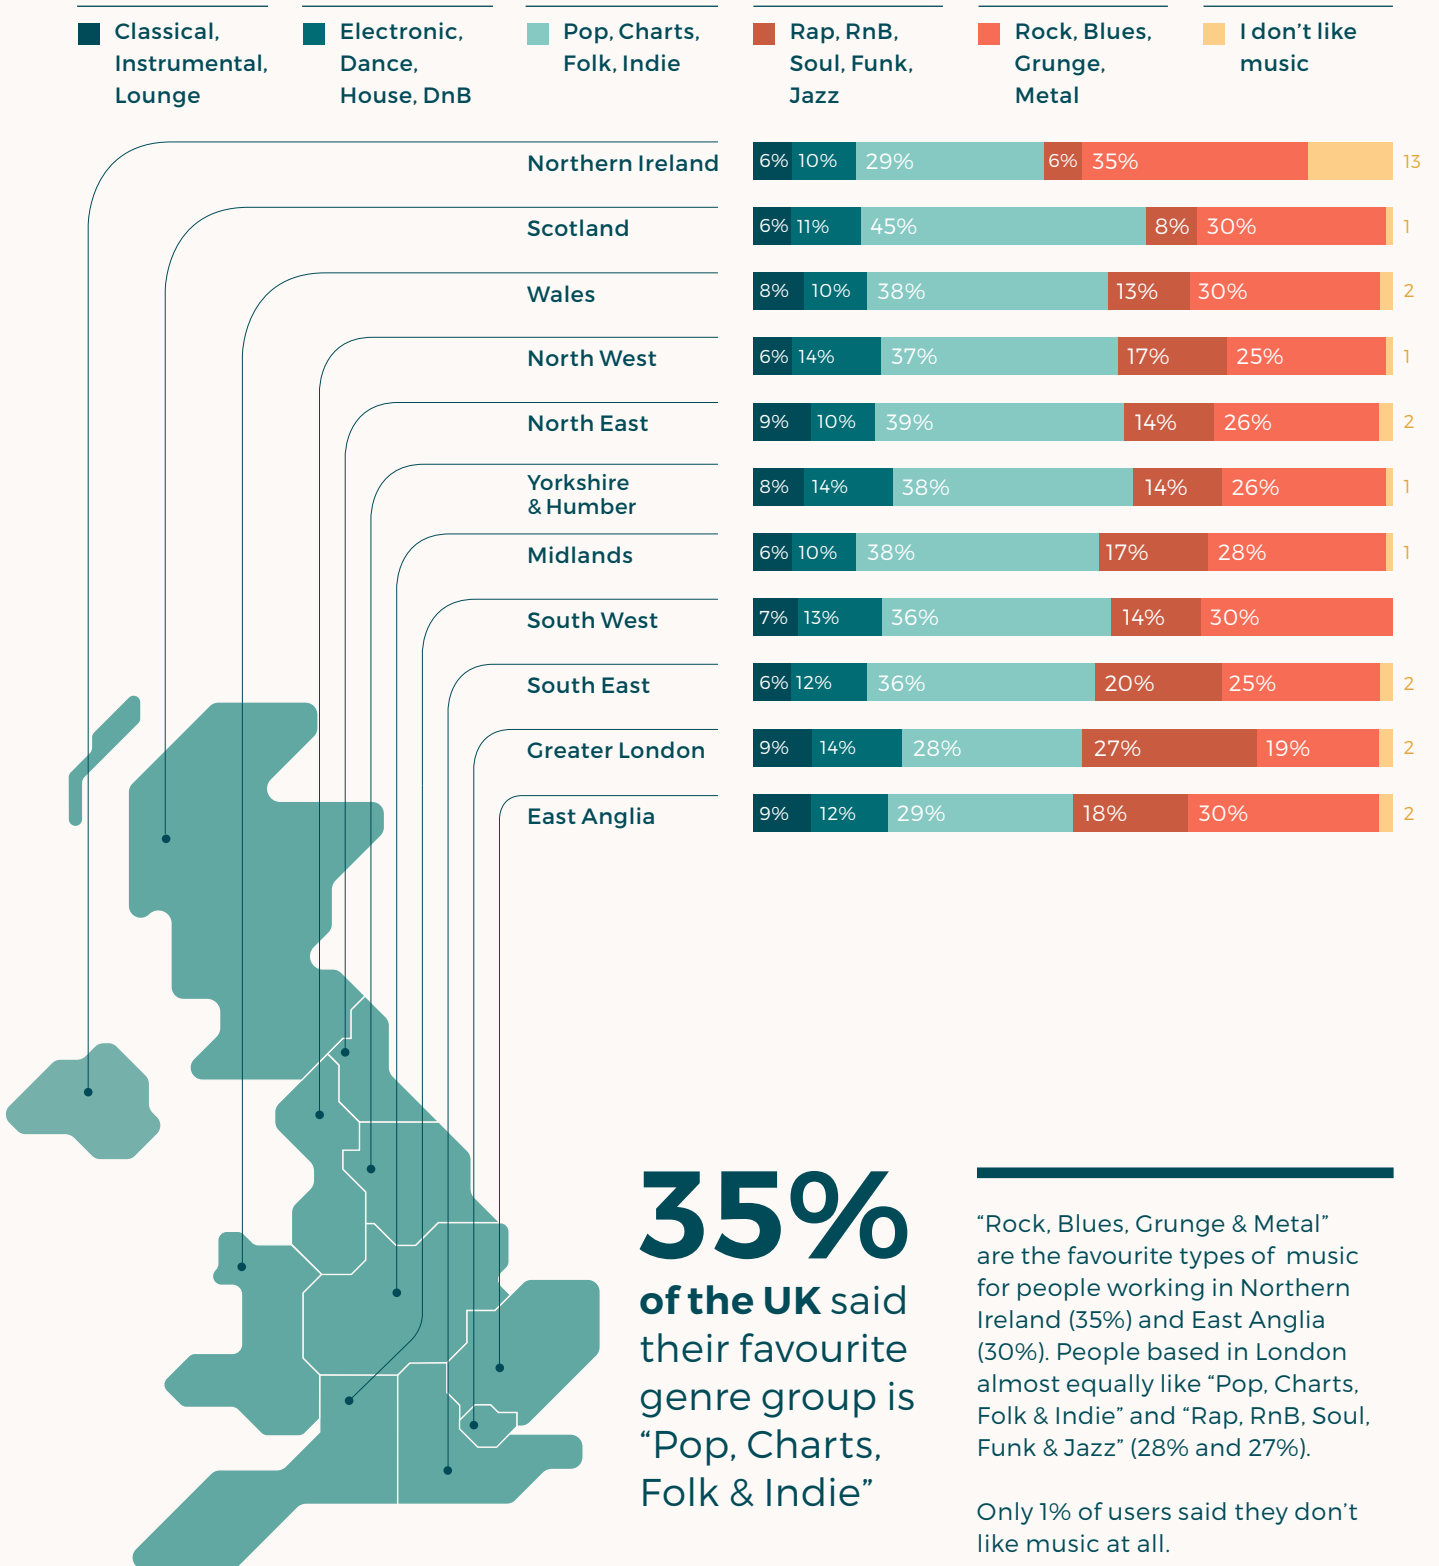 Classical,
Instrumental,
Lounge
Electronic,
Dance,
House, DnB
Pop, Charts,
Folk, Indie
Rap, RnB,
Soul, Funk,
Jazz
Rock, Blues,
Grunge,
Metal
I don't like
music
Northern Ireland 6% 10% 29% 6% 35% 13
Scotland 6% 11% 45% 8% 30% 1
Wales 8% 10% 38% 13% 30% 2
North West 6% 14% 37% 17% 25% 1
North East 9% 10% 39% 14% 26% 2
Yorkshire
& Humber 8% 14% 38% 14% 26% 1
Midlands 6% 10% 38% 17% 28% 1
South West 7% 13% 36% 14% 30%
South East 6% 12% 36% 20% 25% 2
Greater London 9% 14% 28% 27% 19% 2
East Anglia 9% 12% 29% 18% 30% 2
35%
of the UK said
their favourite
genre group is
“Pop, Charts,
Folk & Indie”
“Rock, Blues, Grunge & Metal”
are the favourite types of music
for people working in Northern
Ireland (35%) and East Anglia
(30%). People based in London
almost equally like “Pop, Charts,
Folk & Indie” and “Rap, RnB, Soul,
Funk & Jazz” (28% and 27%).
Only 1% of users said they don’t
like music at all.